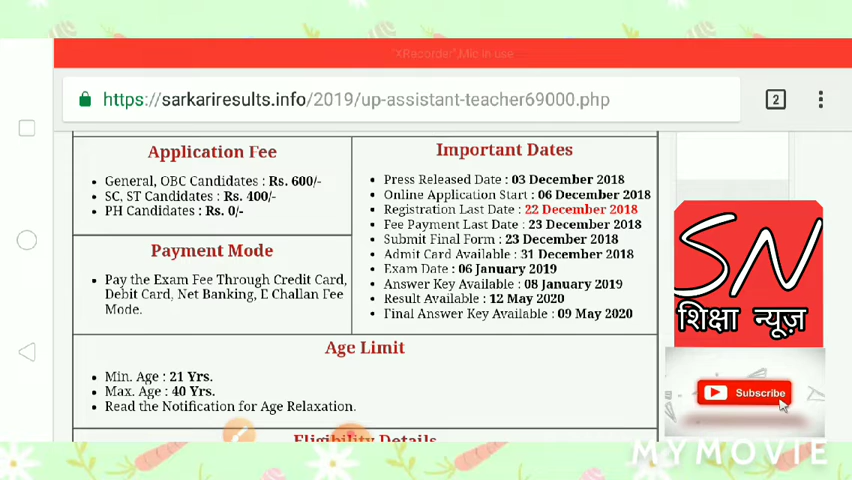 "XRecorder",Mic in use
https://sarkariresults.info/2019/up-assistant-teacher69000.php
2
Application Fee
General, OBC Candidates : Rs. 600/-
SC, ST Candidates : Rs. 400/-
PH Candidates : Rs. 0/-
Payment Mode
Pay the Exam Fee Through Credit Card,
Debit Card, Net Banking, E Challan Fee
Mode.
Important Dates
Press Released Date : 03 December 2018
Online Application Start : 06 December 2018
Registration Last Date : 22 December 2018
Fee Payment Last Date : 23 December 2018
Submit Final Form : 23 December 2018
Admit Card Available : 31 December 2018
Exam Date : 06 January 2019
Answer Key Available : 08 January 2019
Result Available : 12 May 2020
Final Answer Key Available : 09 May 2020
Age Limit
Min. Age : 21 Yrs.
Max. Age : 40 Yrs.
Read the Notification for Age Relaxation.
Eligibility Details
SN
शिक्षा न्यूज़
Subscribe
MYMOVIE